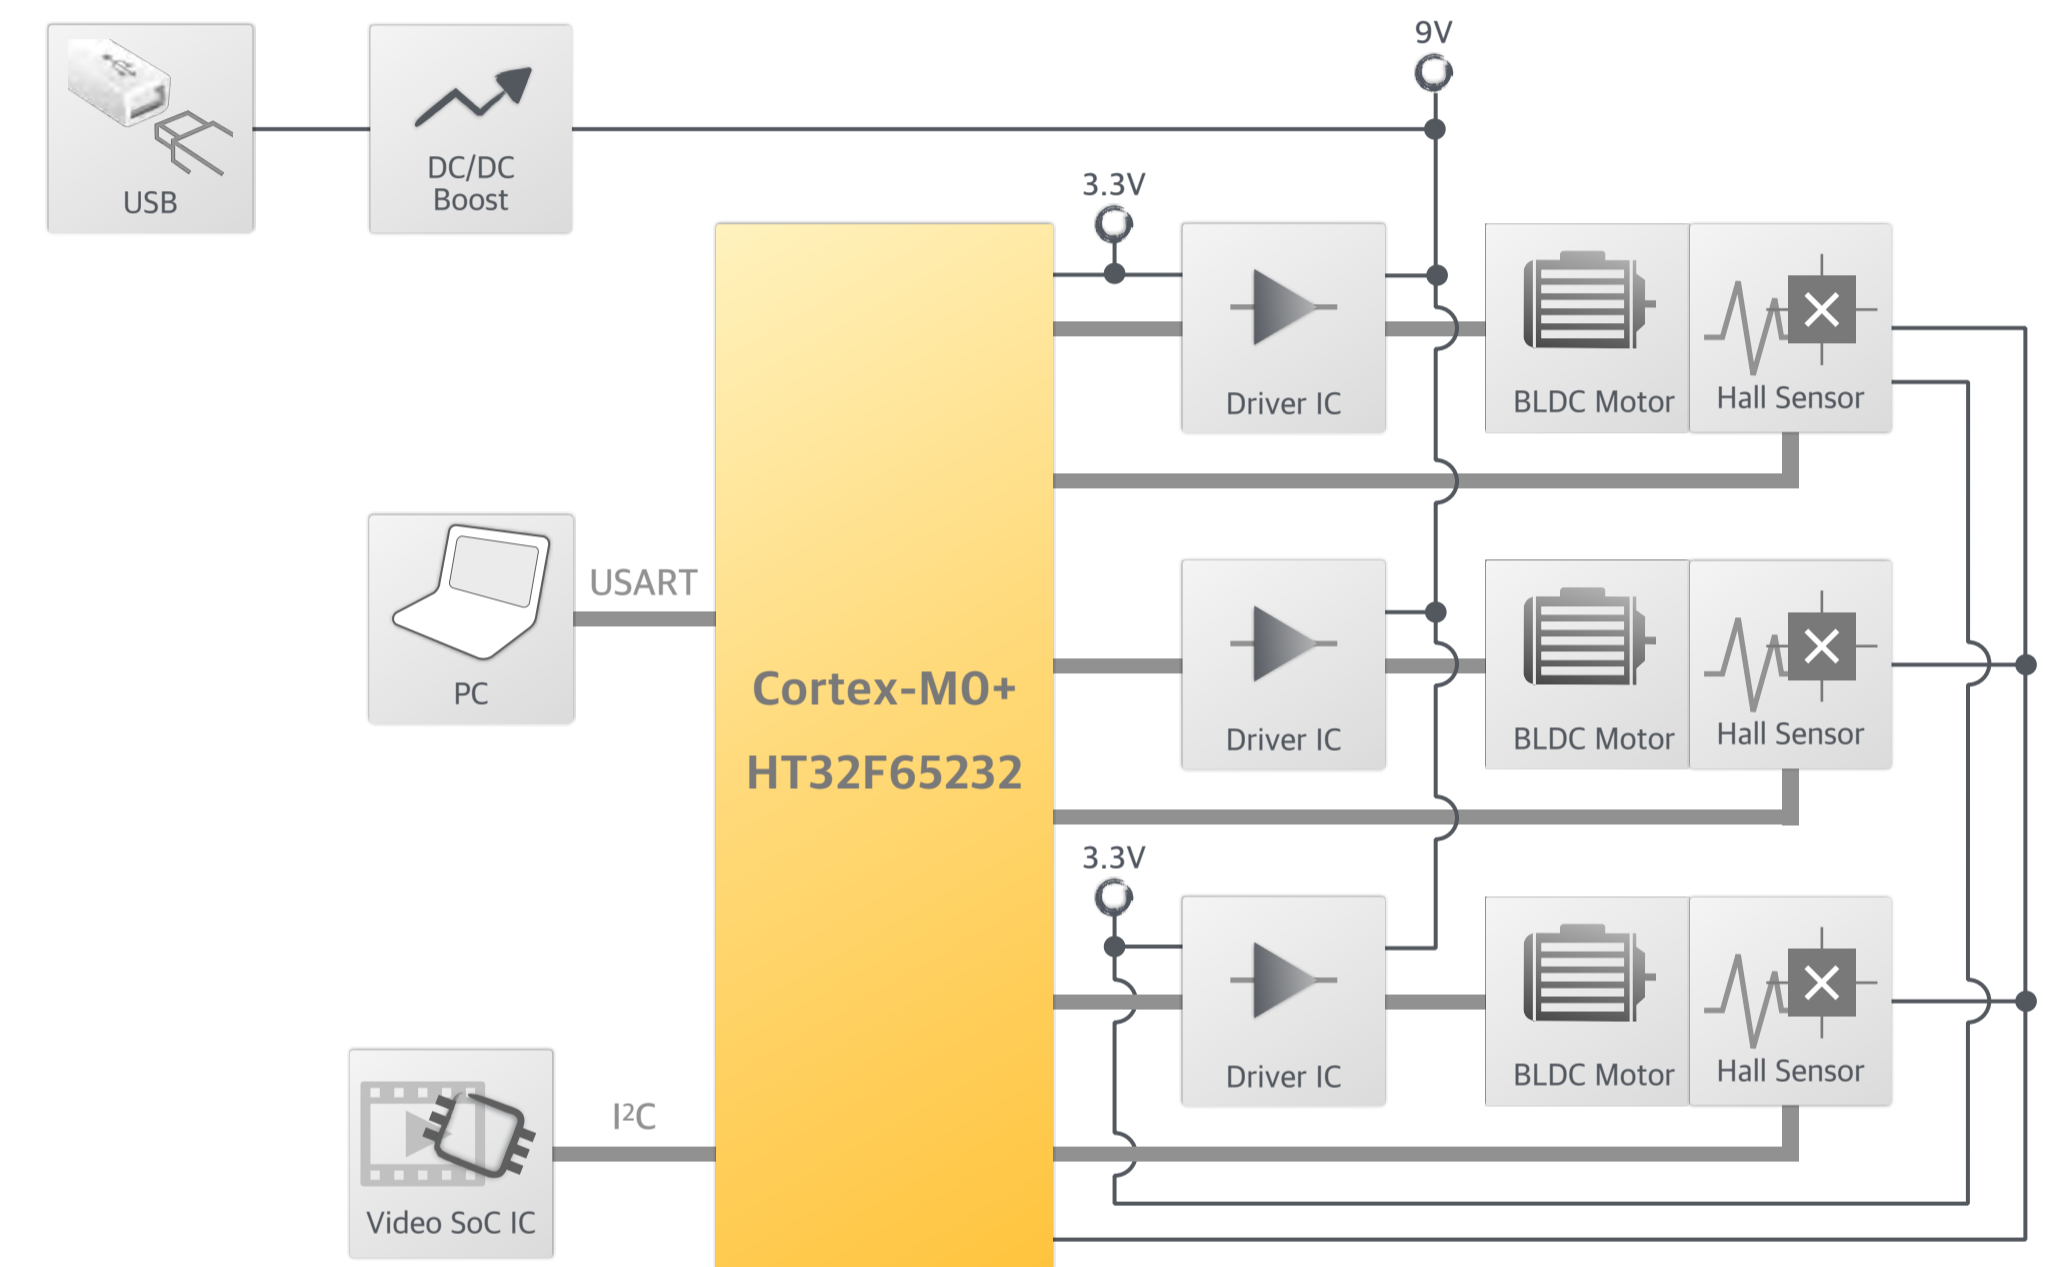 9V
USB
DC/DC
Boost
3.3V
Driver IC
BLDC Motor
Hall Sensor
USART
PC
Cortex-M0+
HT32F65232
Driver IC
BLDC Motor
Hall Sensor
3.3V
Driver IC
BLDC Motor
Hall Sensor
I²C
Video SoC IC